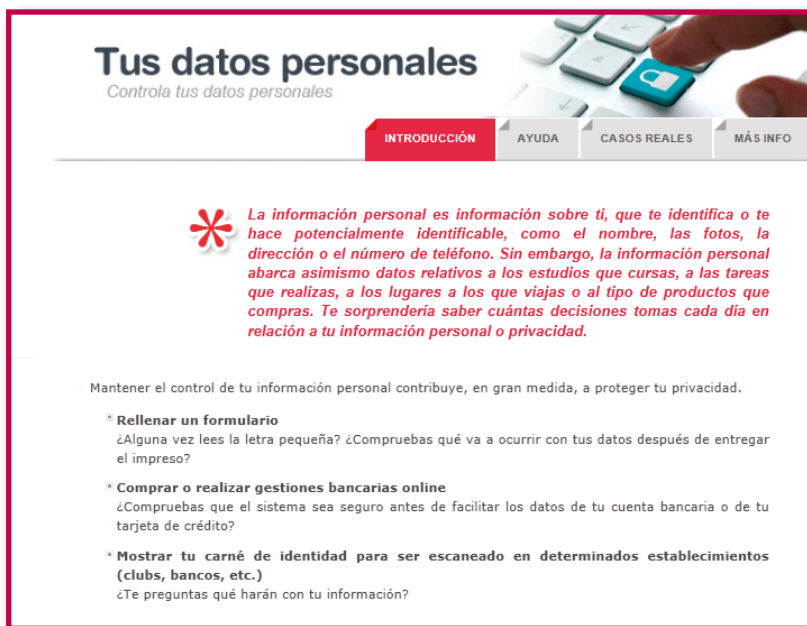 Tus datos personales
Controla tus datos personales
INTRODUCCIÓN AYUDA CASOS REALES MÁS INFO
La información personal es información sobre ti, que te identifica o te
hace potencialmente identificable, como el nombre, las fotos, la
dirección o el número de teléfono. Sin embargo, la información personal
abarca asimismo datos relativos a los estudios que cursas, a las tareas
que realizas, a los lugares a los que viajas o al tipo de productos que
compras. Te sorprendería saber cuántas decisiones tomas cada día en
relación a tu información personal o privacidad.
Mantener el control de tu información personal contribuye, en gran medida, a proteger tu privacidad.
Rellenar un formulario
¿Alguna vez lees la letra pequeña? ¿Compruebas qué va a ocurrir con tus datos después de entregar
el impreso?
Comprar o realizar gestiones bancarias online
¿Compruebas que el sistema sea seguro antes de facilitar los datos de tu cuenta bancaria o de tu
tarjeta de crédito?
Mostrar tu carné de identidad para ser escaneado en determinados establecimientos
(clubs, bancos, etc.)
¿Te preguntas qué harán con tu información?